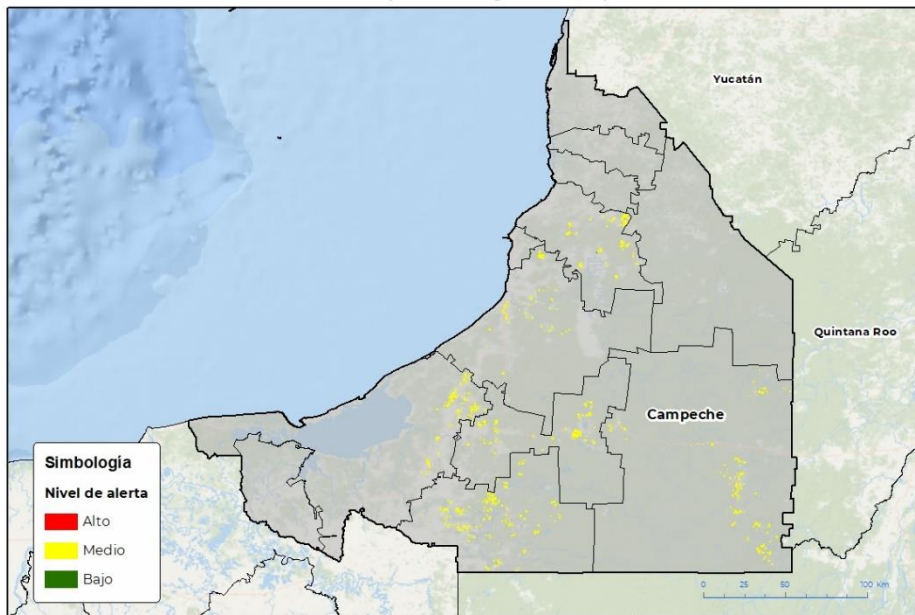 Yucatán
Quintana Roo
Campeche
Simbología
Nivel de alerta
Alto
Medio
Bajo
0 25 50 100 Km